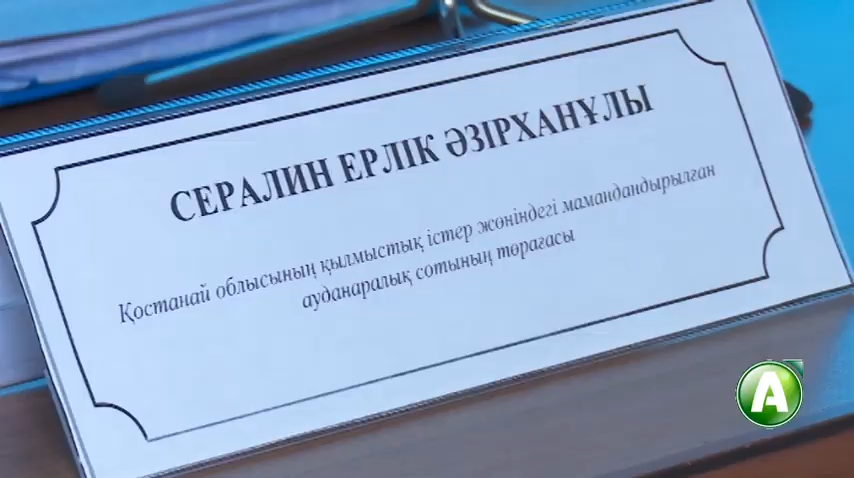 СЕРАЛИН ЕРЛІК ӘЗІРХАНҰЛЫ
Қостанай облысының қылмыстық істер жөніндегі мамандандырылған
ауданаралық сотының төрағасы
А